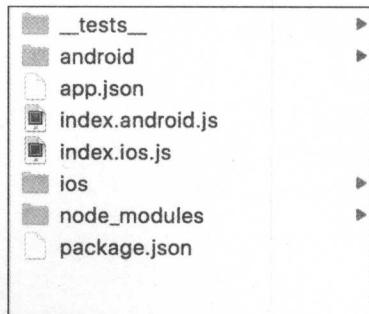 __tests__
android
app.json
index.android.js
index.ios.js
ios
node_modules
package.json